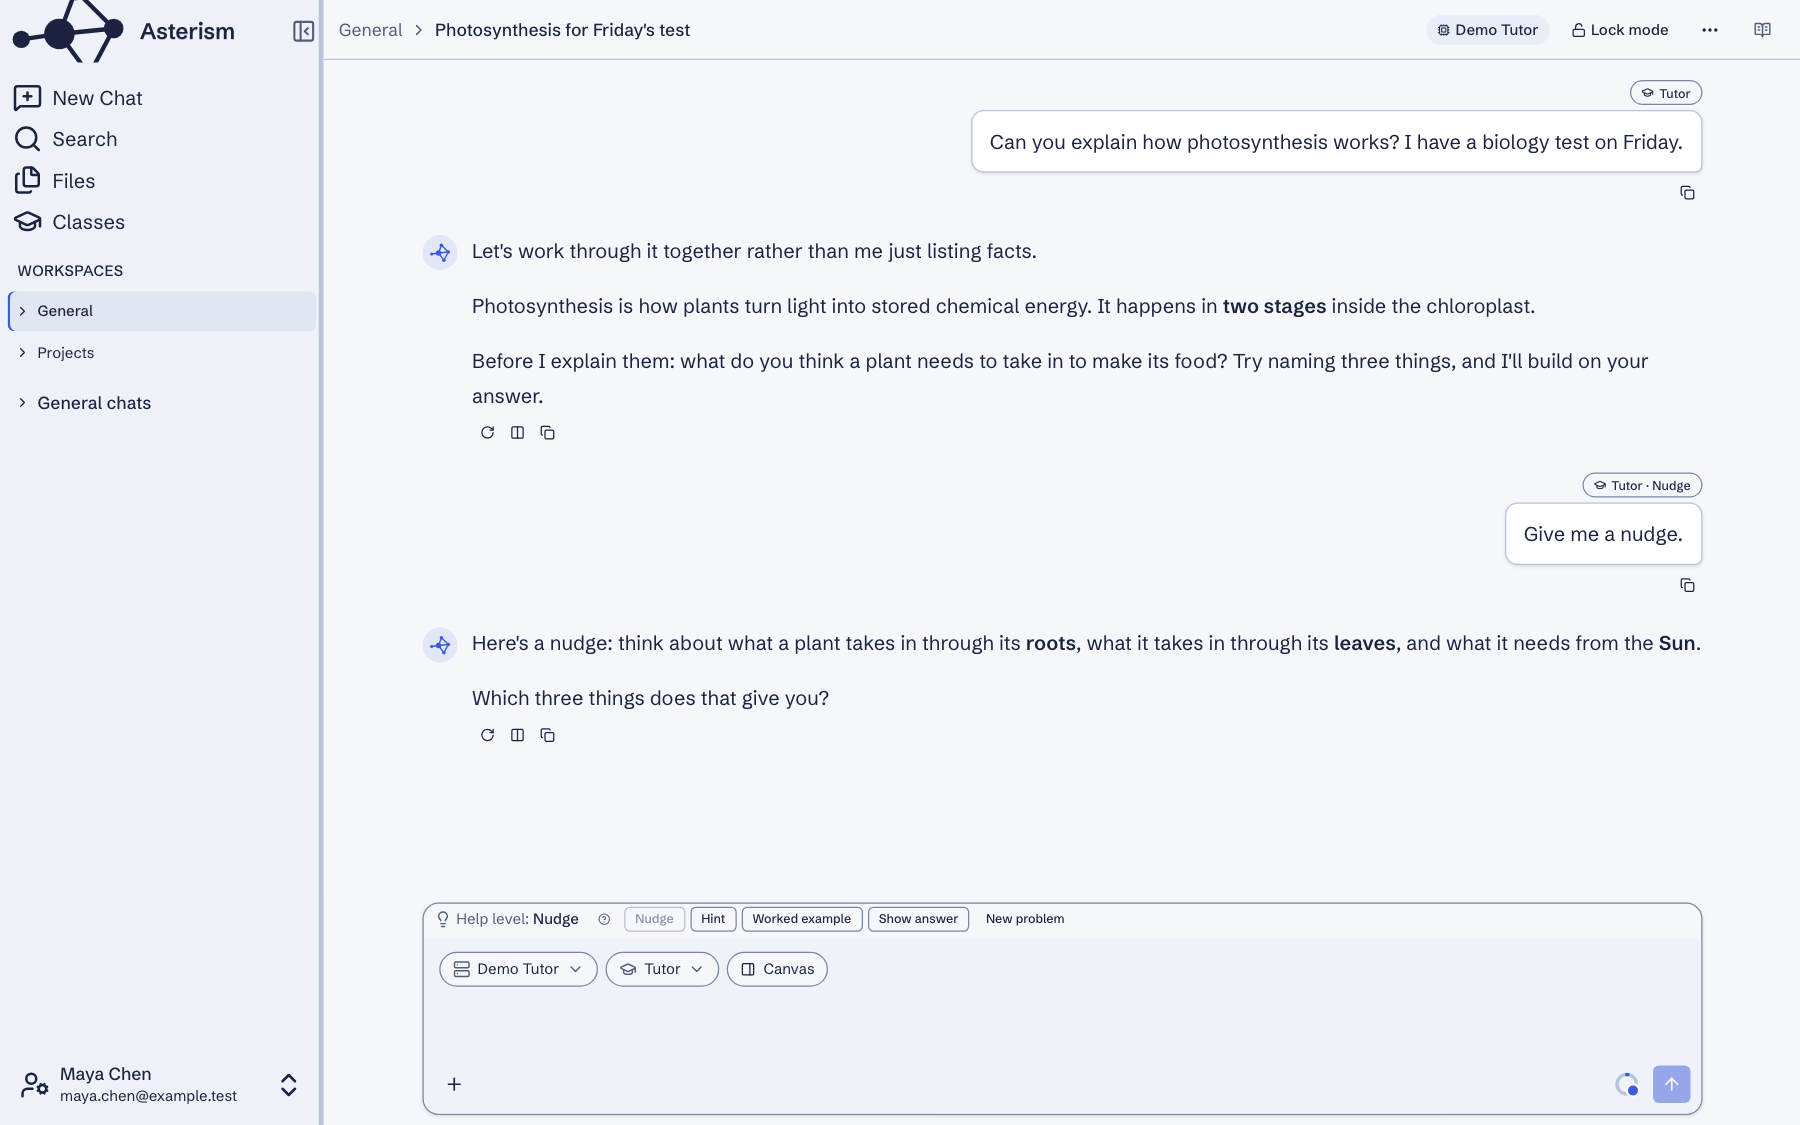 Asterism
New Chat
Search
Files
Classes
WORKSPACES
General
Projects
General chats
Maya Chen
maya.chen@example.test
General > Photosynthesis for Friday's test
Demo Tutor
Lock mode
Tutor
Can you explain how photosynthesis works? I have a biology test on Friday.
Let's work through it together rather than me just listing facts.
Photosynthesis is how plants turn light into stored chemical energy. It happens in two stages inside the chloroplast.
Before I explain them: what do you think a plant needs to take in to make its food? Try naming three things, and I'll build on your
answer.
Tutor · Nudge
Give me a nudge.
Here's a nudge: think about what a plant takes in through its roots, what it takes in through its leaves, and what it needs from the Sun.
Which three things does that give you?
Help level: Nudge
Nudge
Hint
Worked example
Show answer
New problem
Demo Tutor
Tutor
Canvas